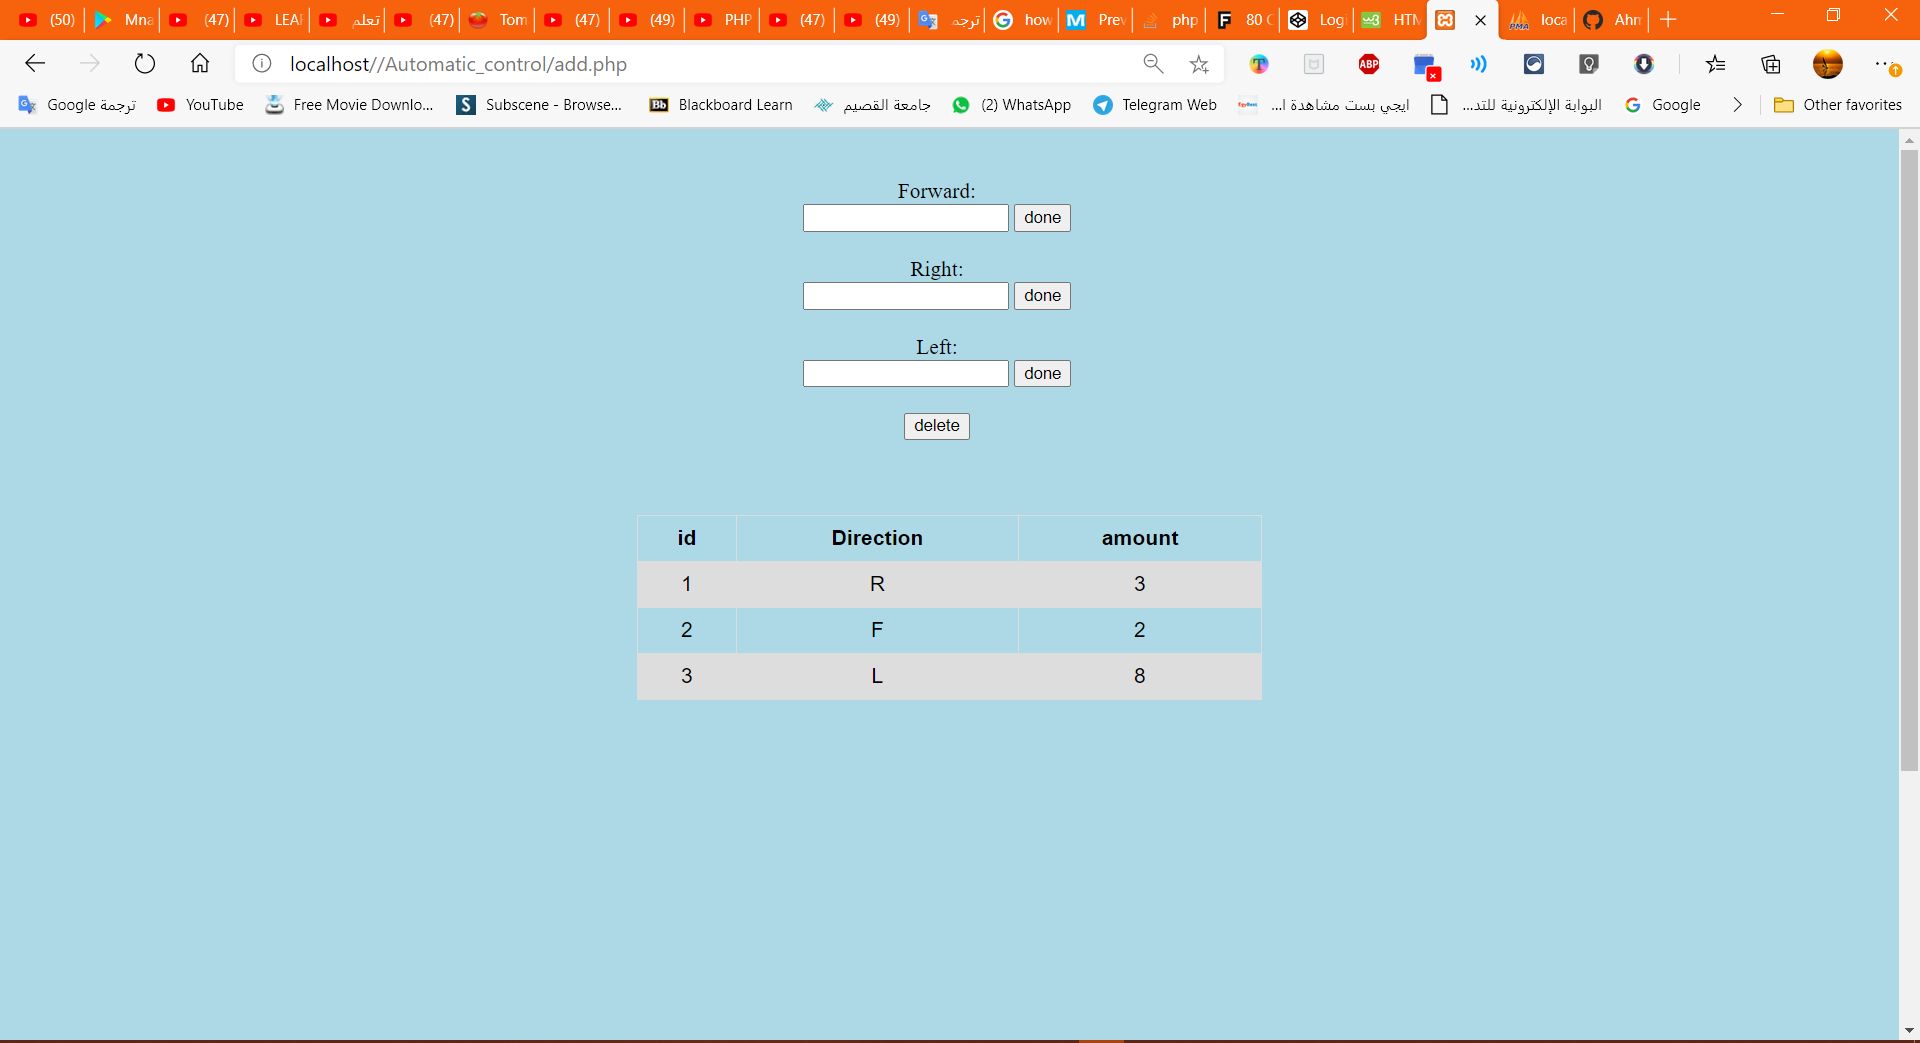 (50) Mna (47) LEA تعلم (47) Tom (47) (49) PHP (47) (49) ترجم how Prev php 80 C Logi HTM loca Ahm
localhost//Automatic_control/add.php
ترجمة Google YouTube Free Movie Downlo... Subscene - Browse... Blackboard Learn جامعة القصيم (2) WhatsApp Telegram Web ايجي بست مشاهدة ا... البوابة الإلكترونية للتد... Google Other favorites
Forward:
done
Right:
done
Left:
done
delete
id Direction amount
1 R 3
2 F 2
3 L 8